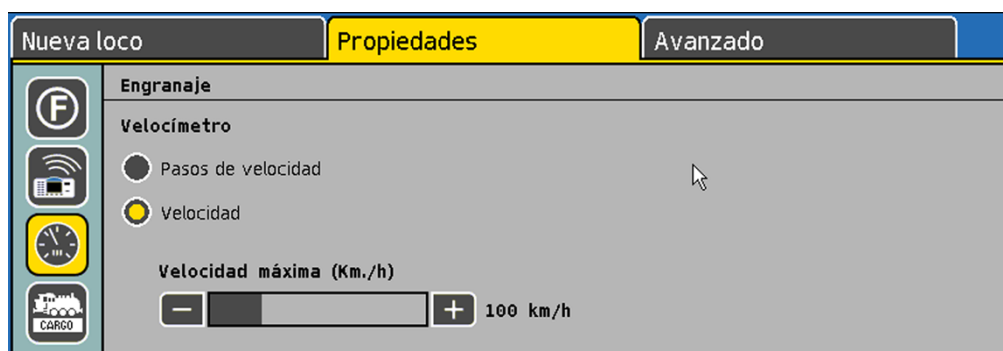 Nueva loco
Propiedades
Avanzado
Engranaje
Velocímetro
Pasos de velocidad
Velocidad
Velocidad máxima (Km./h)
100 km/h
F
CARGO